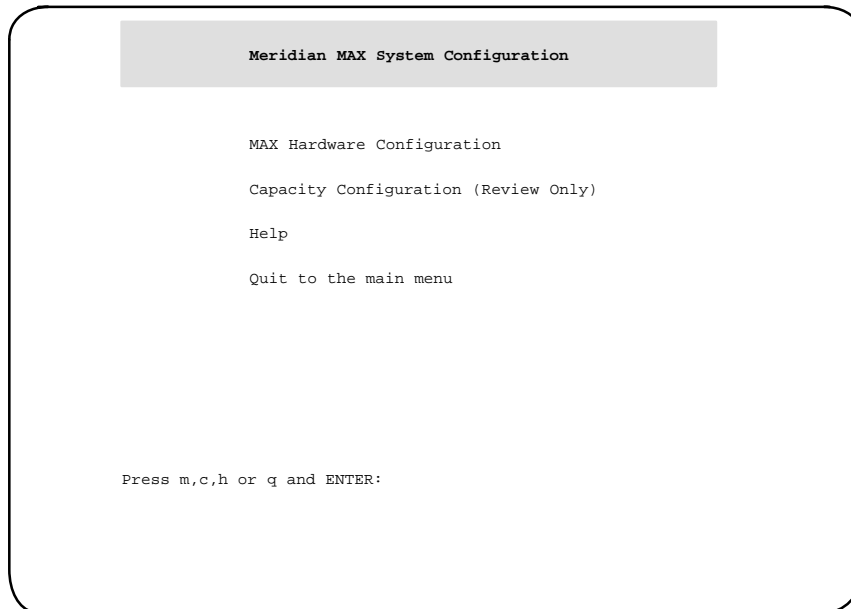 Meridian MAX System Configuration
MAX Hardware Configuration
Capacity Configuration (Review Only)
Help
Quit to the main menu
Press m,c,h or q and ENTER: